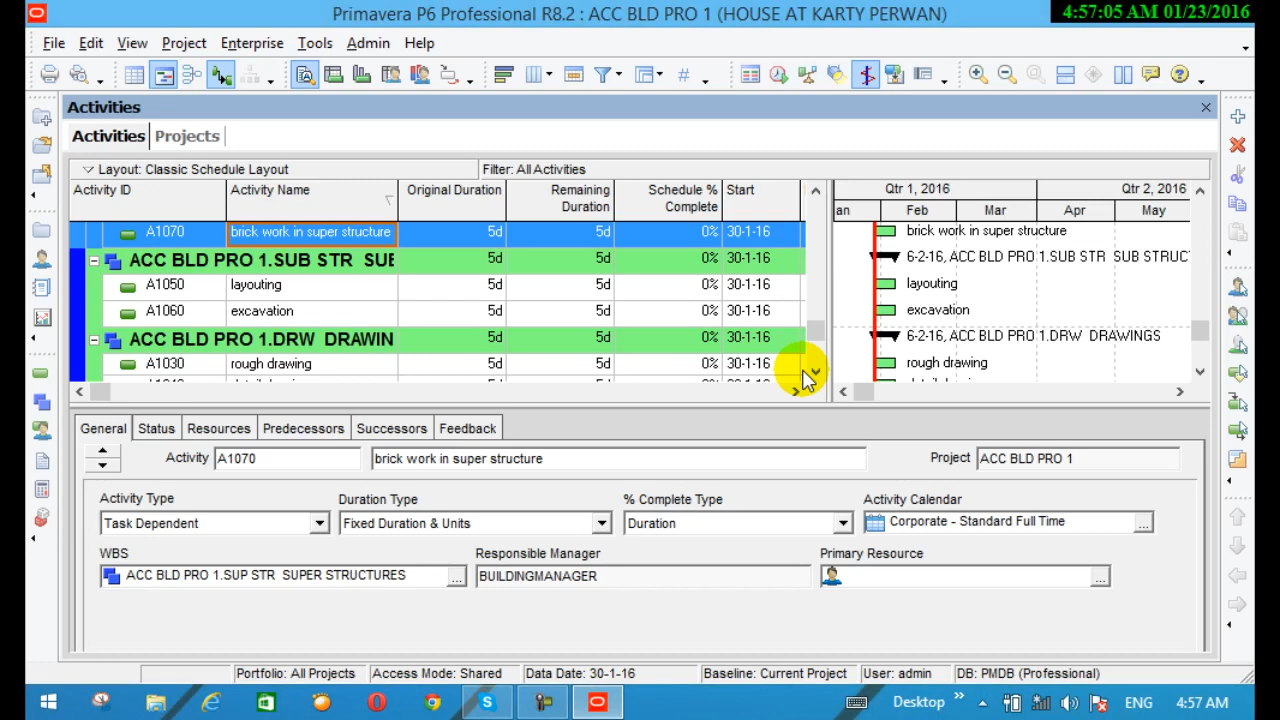 Primavera P6 Professional R8.2 : ACC BLD PRO 1 (HOUSE AT KARTY PERWAN)
4:57:05 AM 01/23/2016
File Edit View Project Enterprise Tools Admin Help
Activities
Activities Projects
Layout: Classic Schedule Layout Filter: All Activities
Activity ID Activity Name Original Duration Remaining Duration Schedule % Complete Start
Qtr 1, 2016 Qtr 2, 2016
an Feb Mar Apr May
A1070 brick work in super structure 5d 5d 0% 30-1-16 brick work in super structure
ACC BLD PRO 1.SUB STR SUB 5d 5d 0% 30-1-16 6-2-16, ACC BLD PRO 1.SUB STR SUB STRUC
A1050 layouting 5d 5d 0% 30-1-16 layouting
A1060 excavation 5d 5d 0% 30-1-16 excavation
ACC BLD PRO 1.DRW DRAWIN 5d 5d 0% 30-1-16 6-2-16, ACC BLD PRO 1.DRW DRAWINGS
A1030 rough drawing 5d 5d 0% 30-1-16 rough drawing
General Status Resources Predecessors Successors Feedback
Activity A1070 brick work in super structure Project ACC BLD PRO 1
Activity Type Duration Type % Complete Type Activity Calendar
Task Dependent Fixed Duration & Units Duration Corporate - Standard Full Time ...
WBS Responsible Manager Primary Resource
ACC BLD PRO 1.SUP STR SUPER STRUCTURES ... BUILDINGMANAGER ...
Portfolio: All Projects Access Mode: Shared Data Date: 30-1-16 Baseline: Current Project User: admin DB: PMDB (Professional)
Desktop ENG 4:57 AM